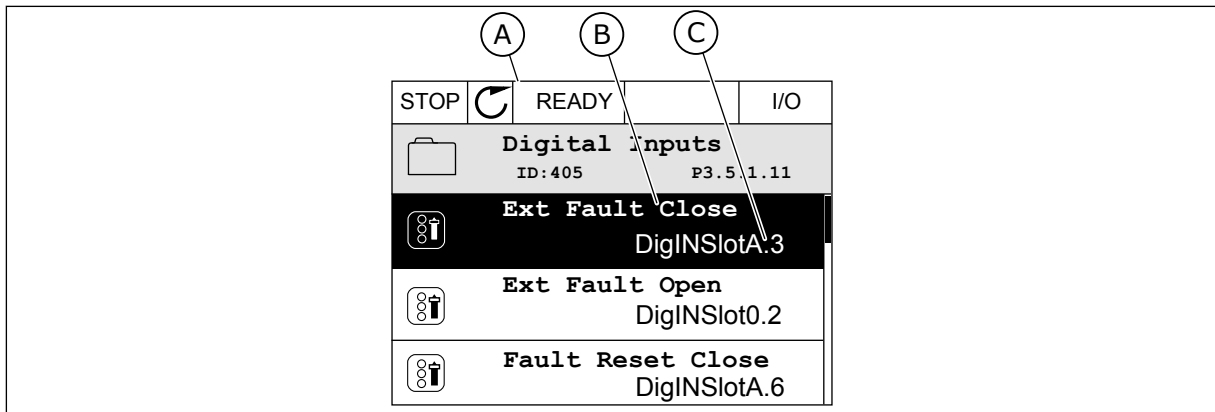 A B C
STOP READY I/O
Digital Inputs
ID:405 P3.5.1.11
Ext Fault Close
DigINSlotA.3
Ext Fault Open
DigINSlot0.2
Fault Reset Close
DigINSlotA.6